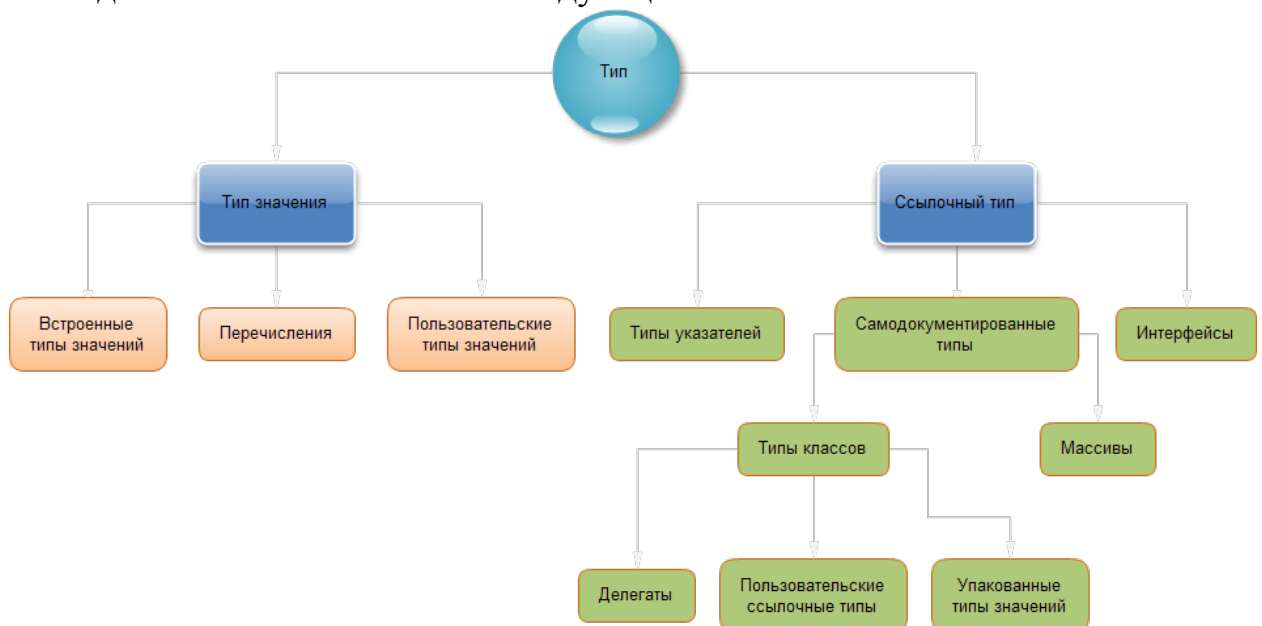 Тип
Тип значения
Ссылочный тип
Встроенные
типы значений
Перечисления
Пользовательские
типы значений
Типы указателей
Самодокументированные
типы
Интерфейсы
Типы классов
Массивы
Делегаты
Пользовательские
ссылочные типы
Упакованные
типы значений